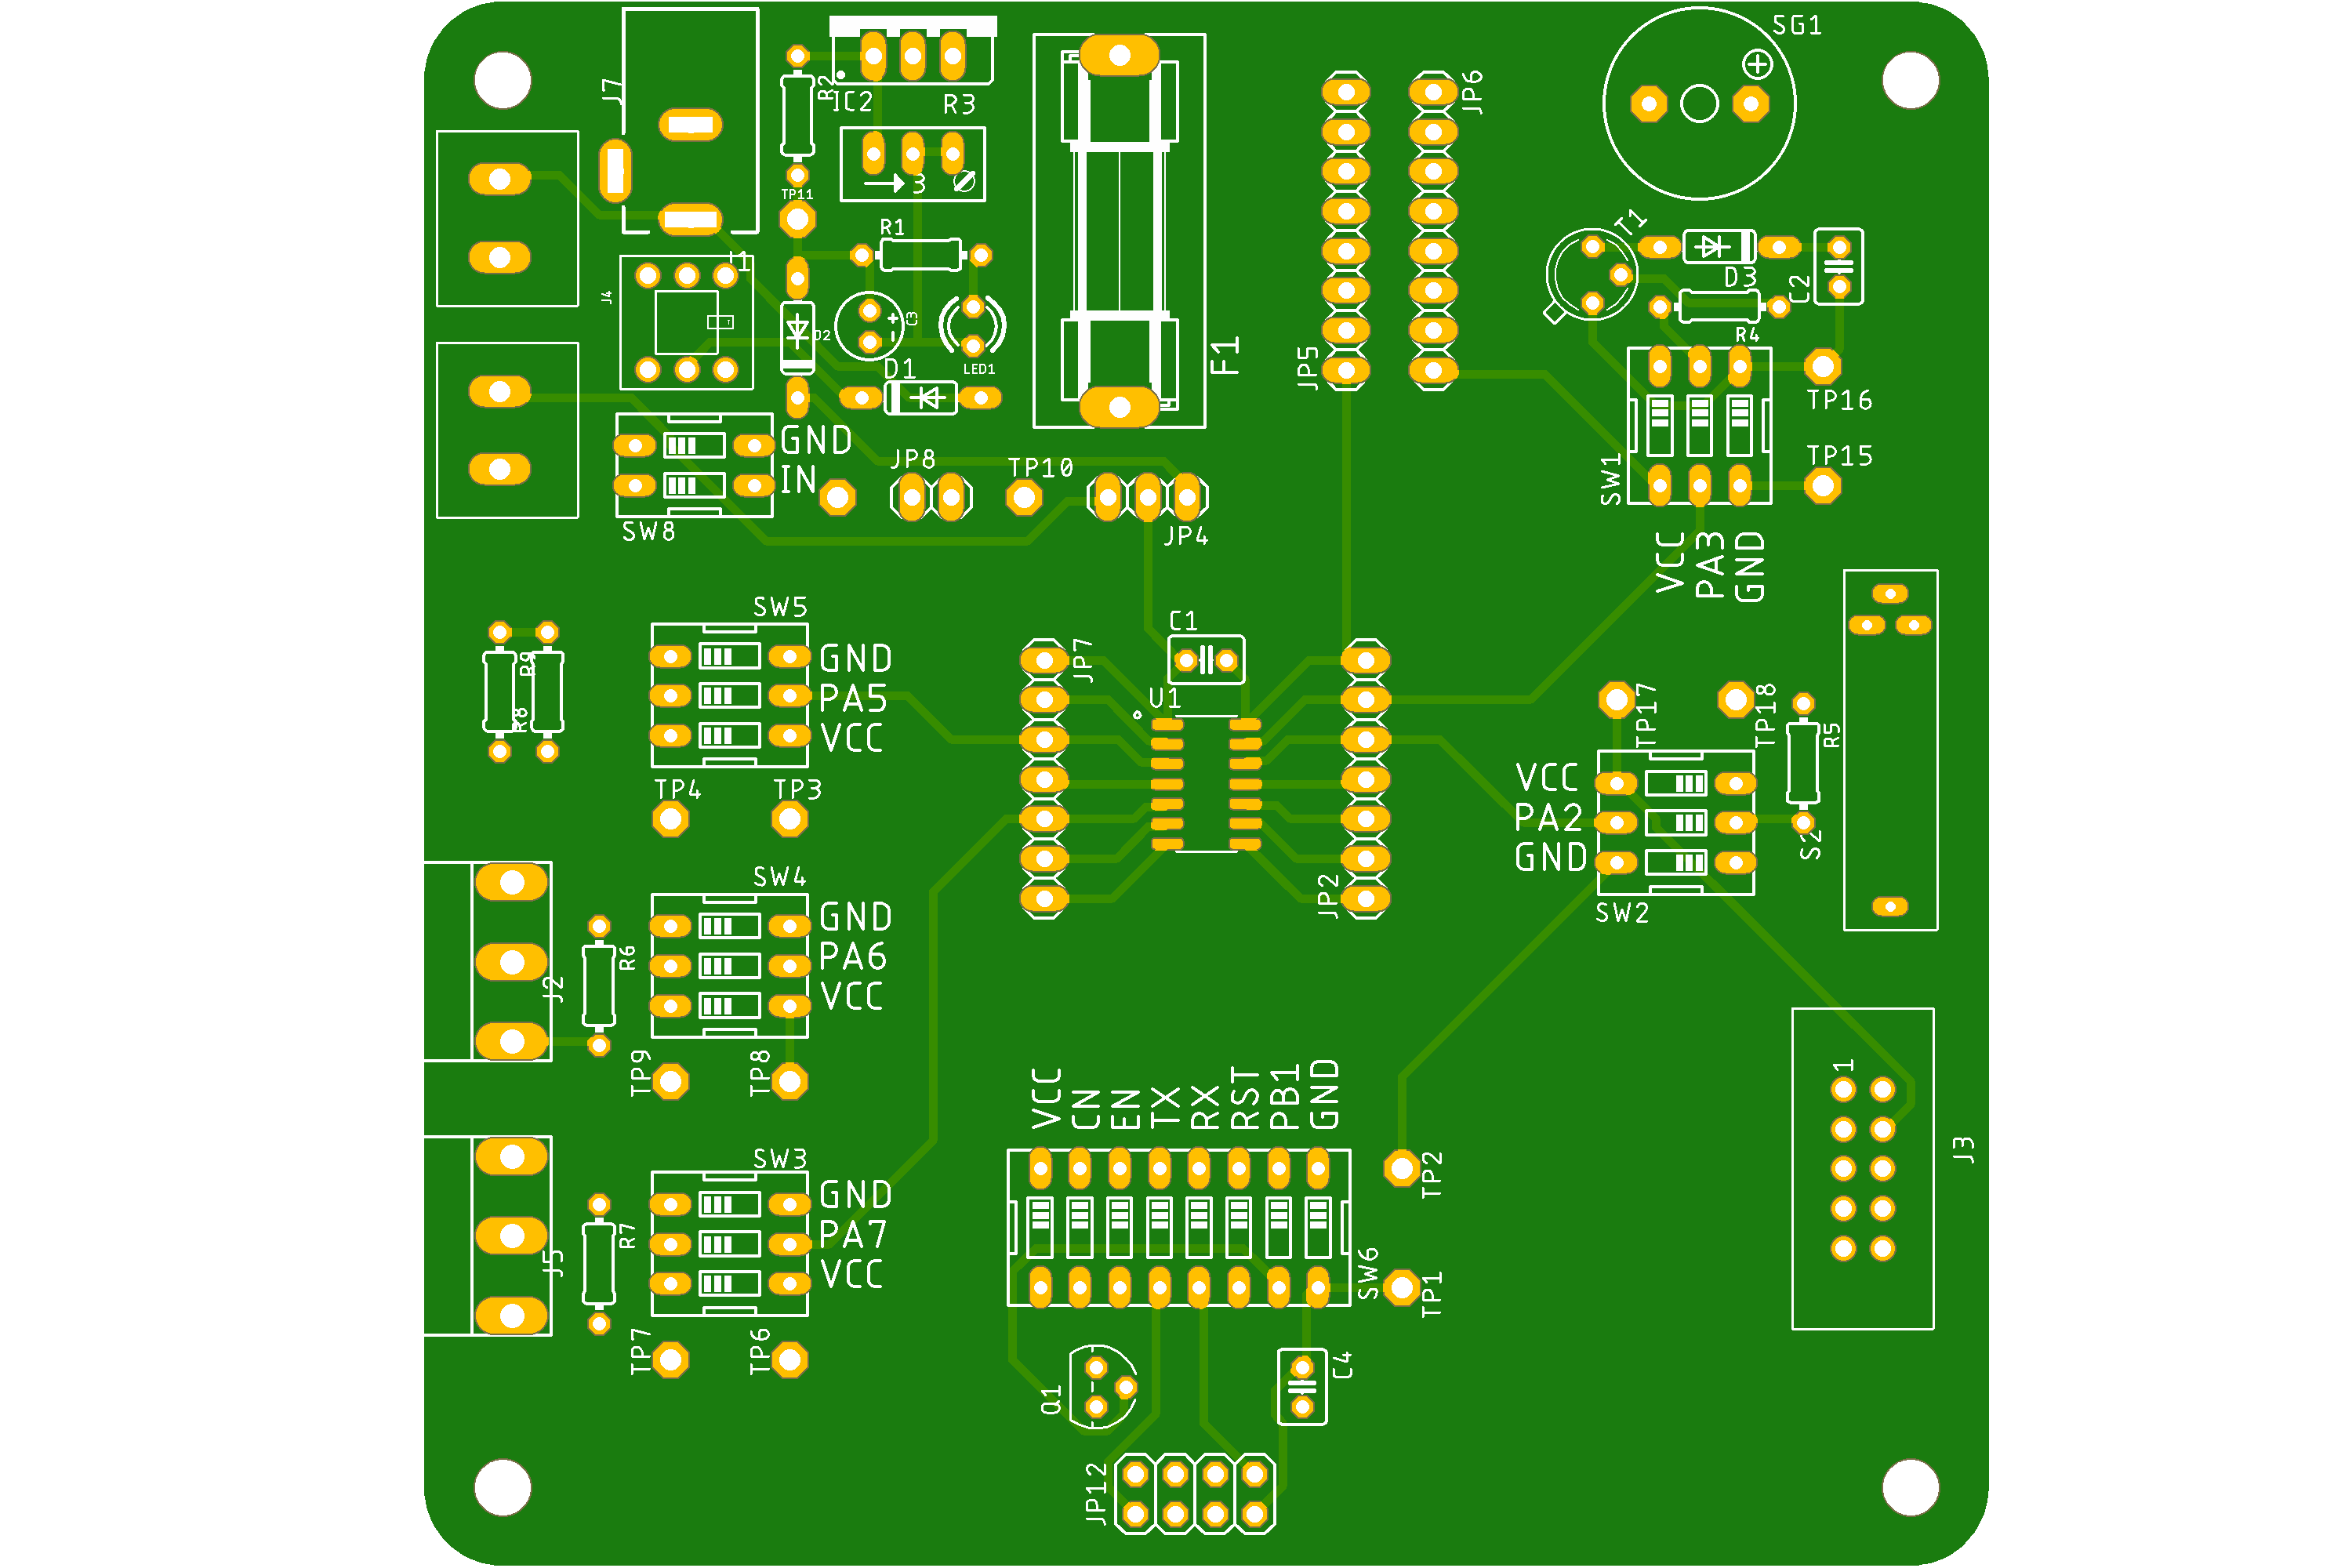 SG1
J7
R2
IC2
R3
JP6
3
TP11
R1
T1
1
J4
C3
D2
D3
C2
R4
LED1
D1
F1
JP5
TP16
GND
IN
JP8
TP10
TP15
SW1
SW8
JP4
VCC
PA3
GND
SW5
C1
GND
PA5
VCC
R9
R8
JP7
U1
TP17
TP18
R5
TP4
TP3
VCC
PA2
GND
S2
SW4
JP2
SW2
GND
PA6
VCC
R6
J2
TP9
TP8
VCC
CN
EN
TX
RX
RST
PB1
GND
1
J3
SW3
TP2
GND
PA7
VCC
R7
J5
SW6
TP1
TP7
TP6
C4
Q1
JP12